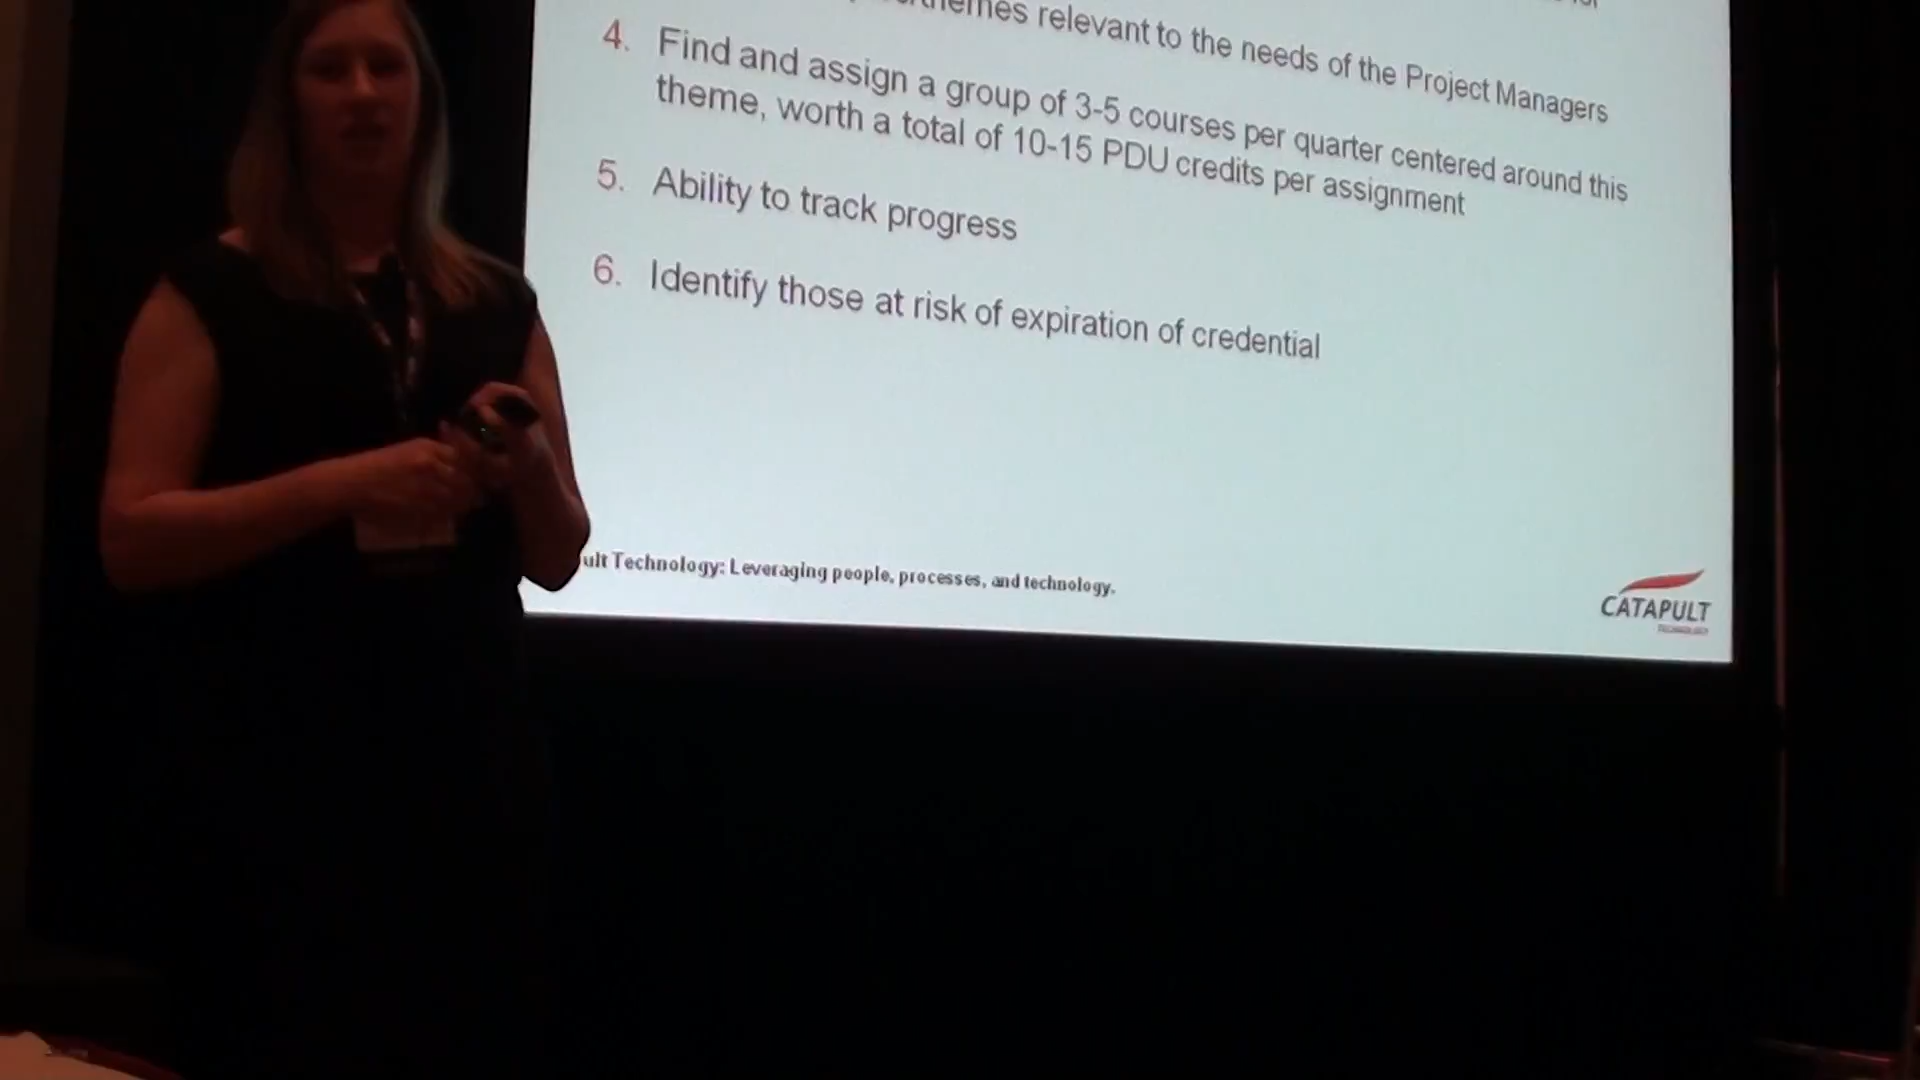 relevant to the needs of the Project Managers
4. Find and assign a group of 3-5 courses per quarter centered around this
theme, worth a total of 10-15 PDU credits per assignment
5. Ability to track progress
6. Identify those at risk of expiration of credential
ult Technology: Leveraging people, processes, and technology.
CATAPULT
TECHNOLOGY